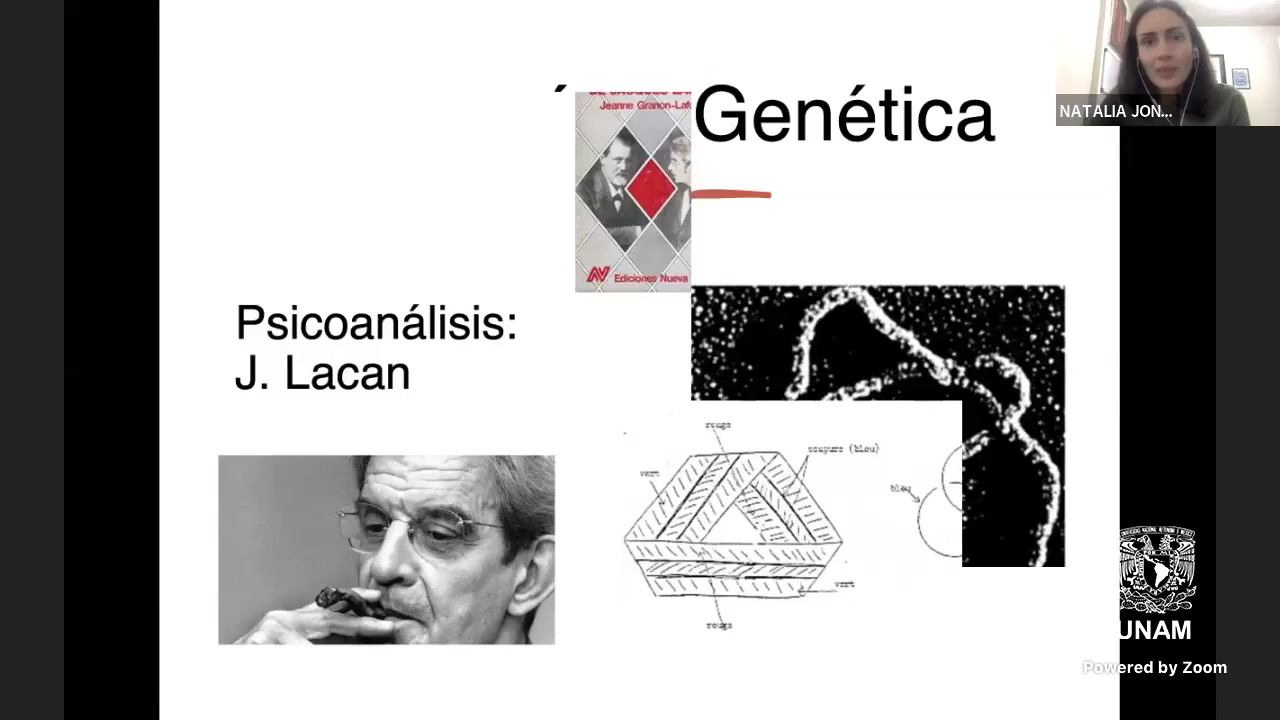 Genética
NATALIA JON...
Jeanne Granon-Lafo
Ediciones Nueva
Psicoanálisis:
J. Lacan
rouge
coupure (bleu)
vert
bleu
vert
rouge
UNAM
Powered by Zoom